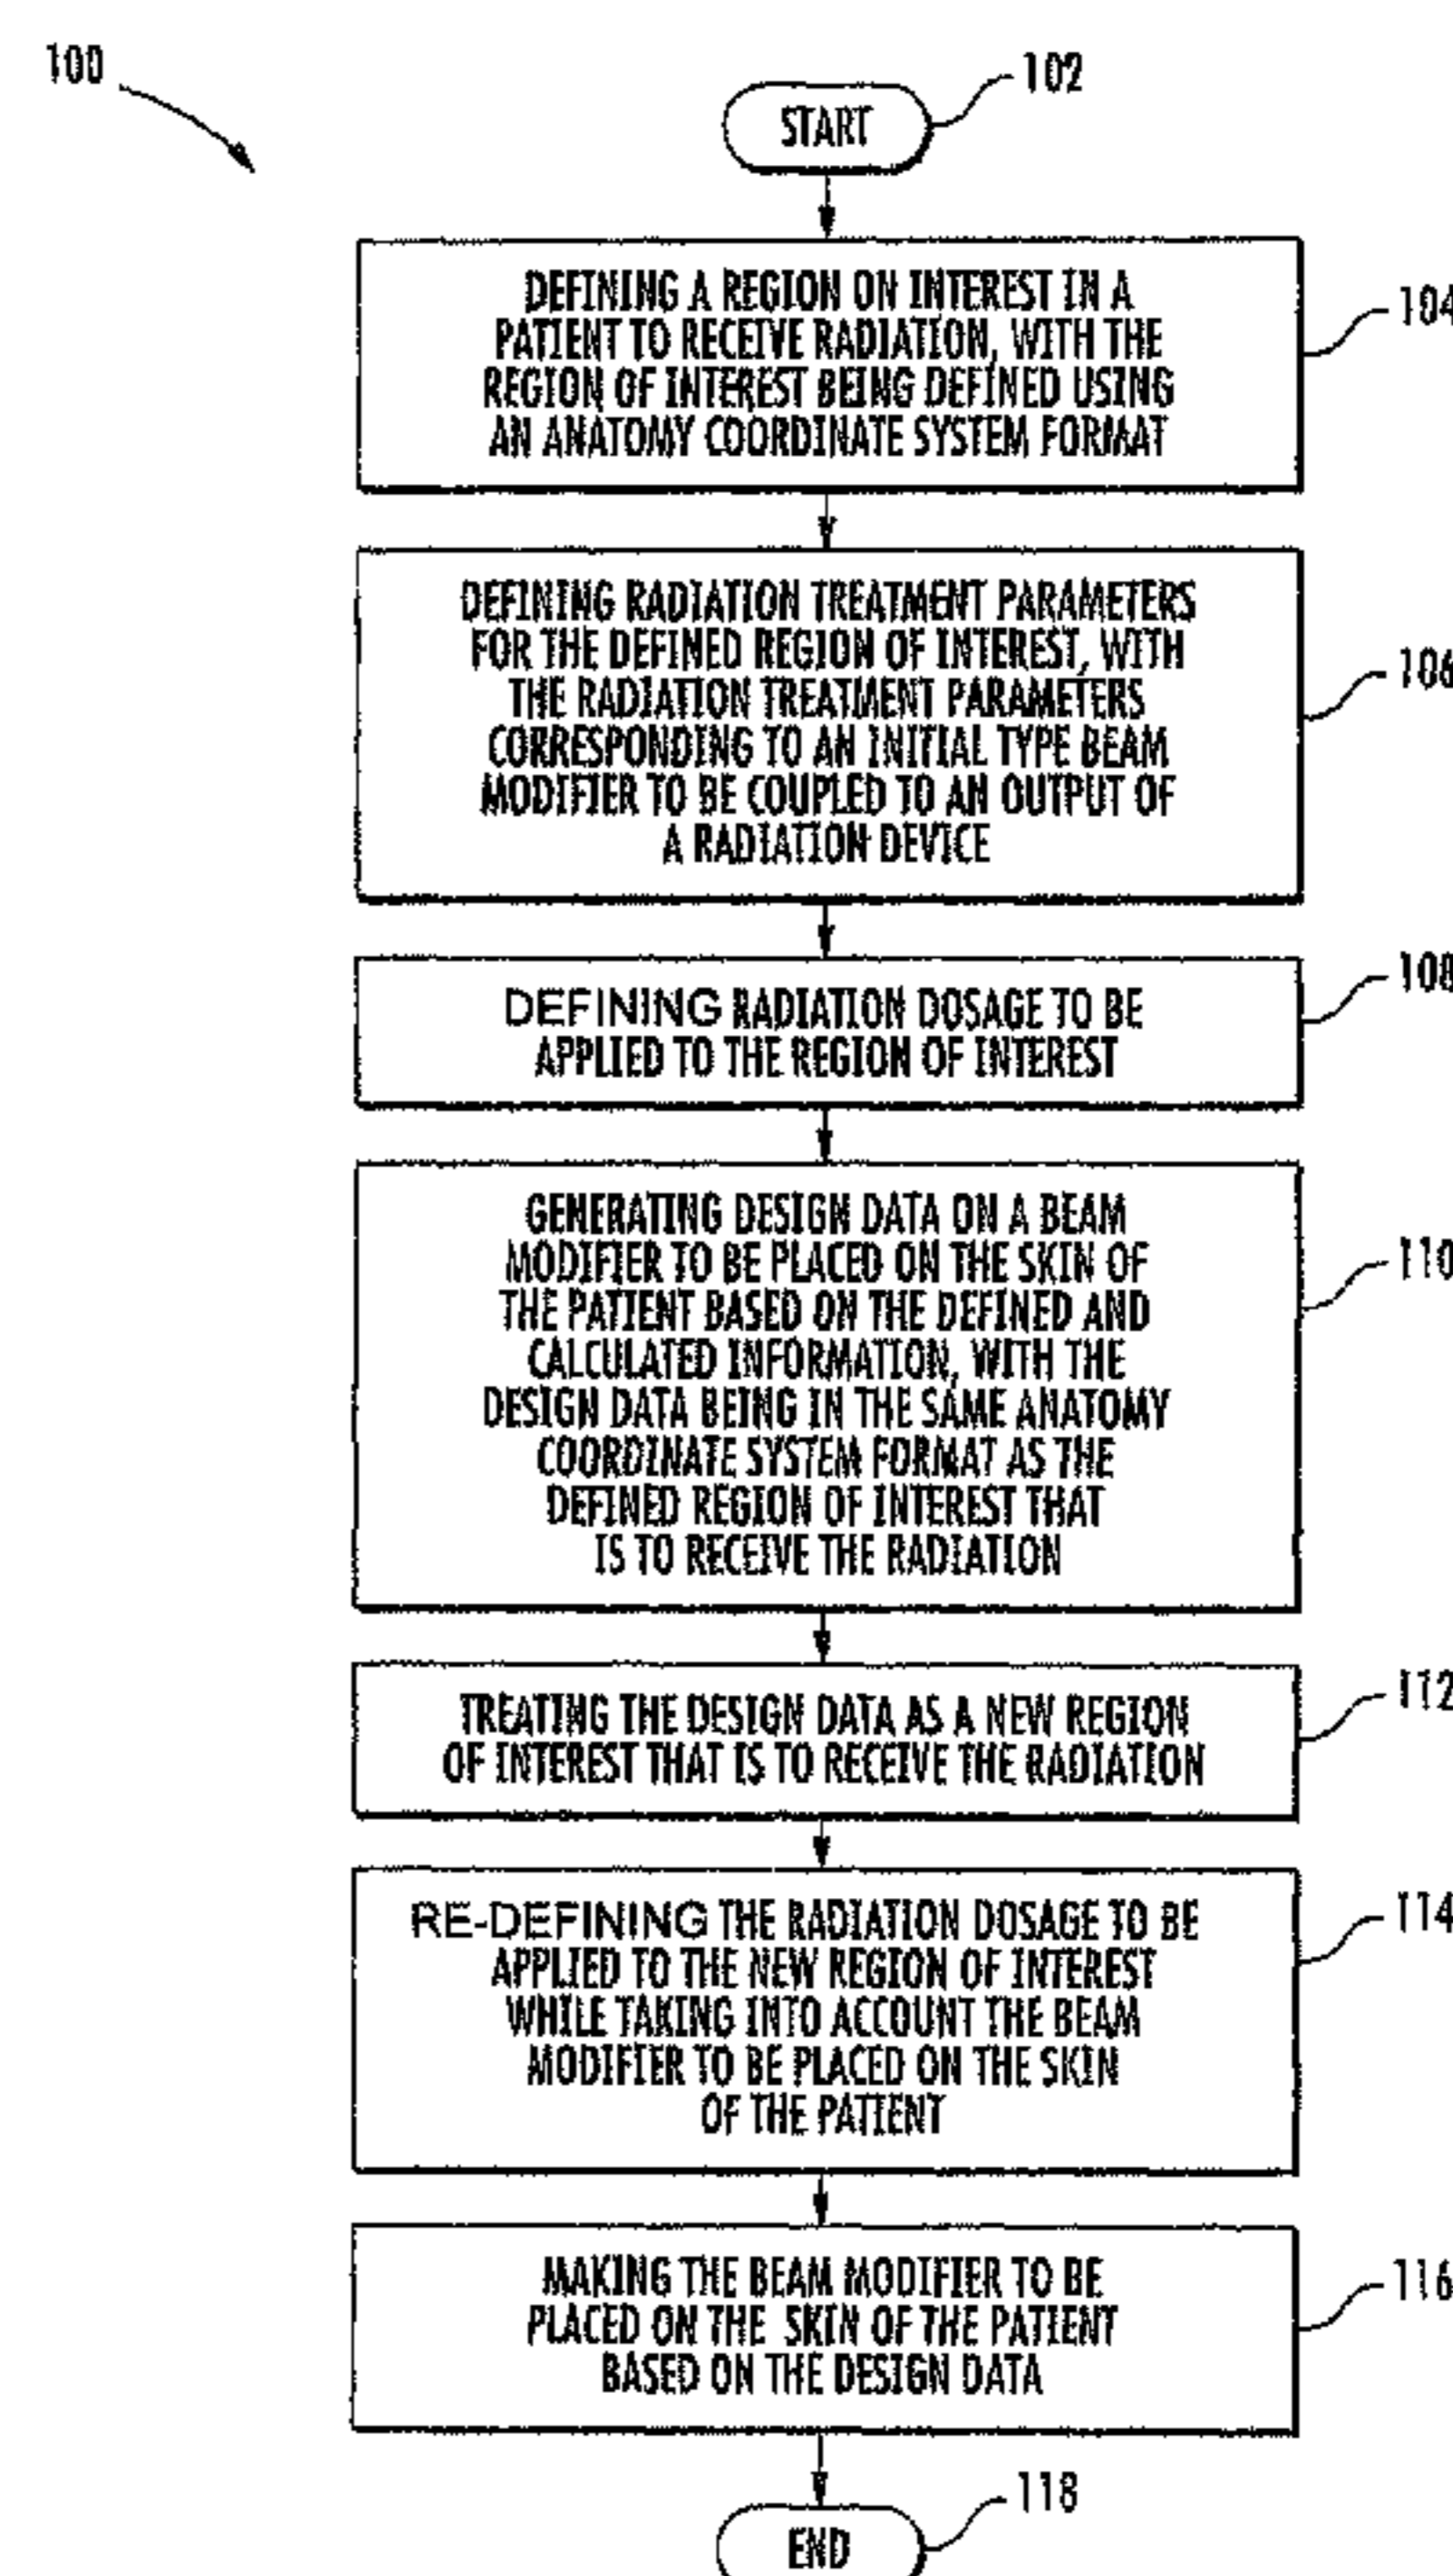 100
102
START
DEFINING A REGION ON INTEREST IN A
PATIENT TO RECEIVE RADIATION, WITH THE
REGION OF INTEREST BEING DEFINED USING
AN ANATOMY COORDINATE SYSTEM FORMAT
104
DEFINING RADIATION TREATMENT PARAMETERS
FOR THE DEFINED REGION OF INTEREST, WITH
THE RADIATION TREATMENT PARAMETERS
CORRESPONDING TO AN INITIAL TYPE BEAM
MODIFIER TO BE COUPLED TO AN OUTPUT OF
A RADIATION DEVICE
106
DEFINING RADIATION DOSAGE TO BE
APPLIED TO THE REGION OF INTEREST
108
GENERATING DESIGN DATA ON A BEAM
MODIFIER TO BE PLACED ON THE SKIN OF
THE PATIENT BASED ON THE DEFINED AND
CALCULATED INFORMATION, WITH THE
DESIGN DATA BEING IN THE SAME ANATOMY
COORDINATE SYSTEM FORMAT AS THE
DEFINED REGION OF INTEREST THAT
IS TO RECEIVE THE RADIATION
110
TREATING THE DESIGN DATA AS A NEW REGION
OF INTEREST THAT IS TO RECEIVE THE RADIATION
112
RE-DEFINING THE RADIATION DOSAGE TO BE
APPLIED TO THE NEW REGION OF INTEREST
WHILE TAKING INTO ACCOUNT THE BEAM
MODIFIER TO BE PLACED ON THE SKIN
OF THE PATIENT
114
MAKING THE BEAM MODIFIER TO BE
PLACED ON THE SKIN OF THE PATIENT
BASED ON THE DESIGN DATA
116
118
END